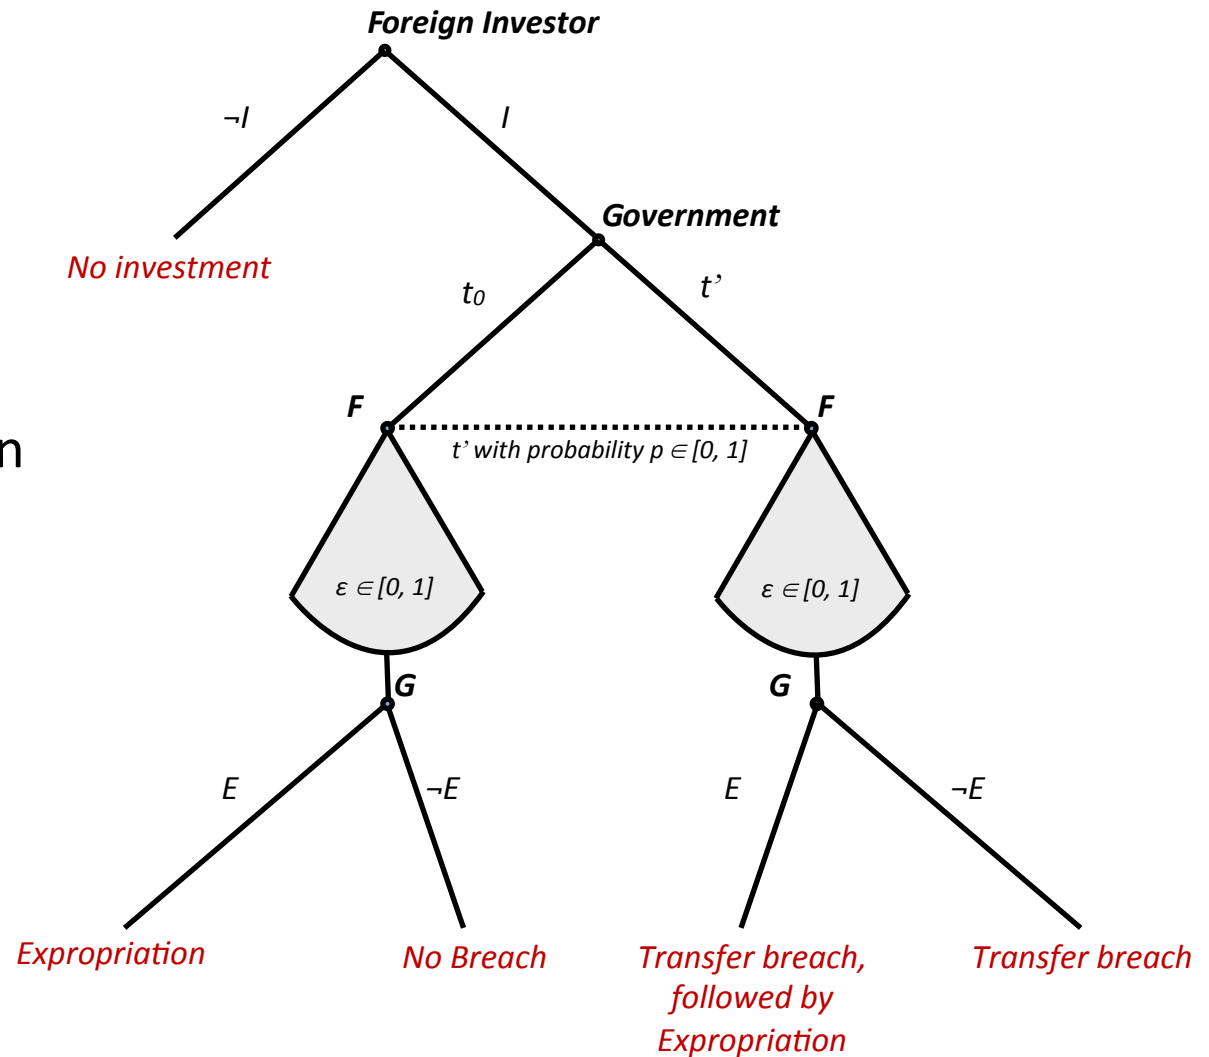 Foreign Investor
¬I
I
Government
No investment
t0
t’
F
F
n
t’ with probability p ∈ [0, 1]
ε ∈ [0, 1]
ε ∈ [0, 1]
G
G
E
¬E
E
¬E
Expropriation
No Breach
Transfer breach,
followed by
Expropriation
Transfer breach